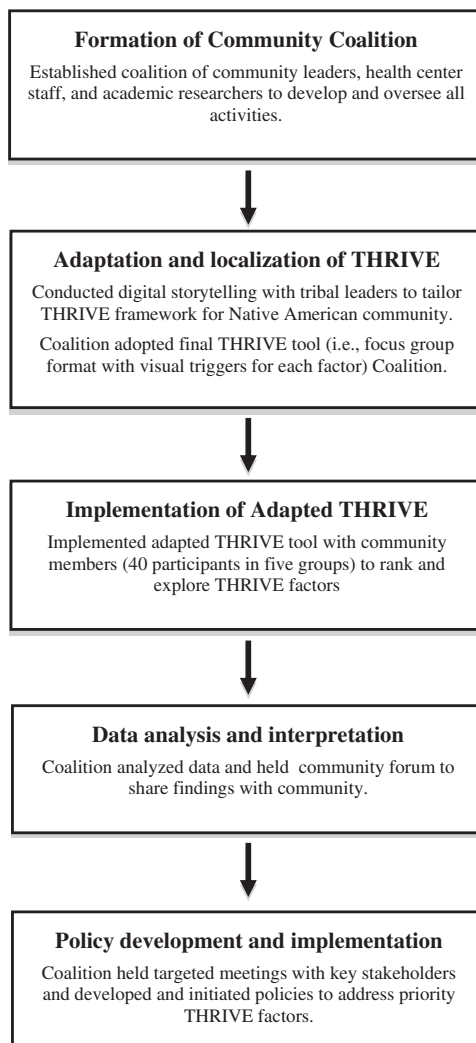 Formation of Community Coalition
Established coalition of community leaders, health center
staff, and academic researchers to develop and oversee all
activities.
Adaptation and localization of THRIVE
Conducted digital storytelling with tribal leaders to tailor
THRIVE framework for Native American community.
Coalition adopted final THRIVE tool (i.e., focus group
format with visual triggers for each factor) Coalition.
Implementation of Adapted THRIVE
Implemented adapted THRIVE tool with community
members (40 participants in five groups) to rank and
explore THRIVE factors
Data analysis and interpretation
Coalition analyzed data and held community forum to
share findings with community.
Policy development and implementation
Coalition held targeted meetings with key stakeholders
and developed and initiated policies to address priority
THRIVE factors.